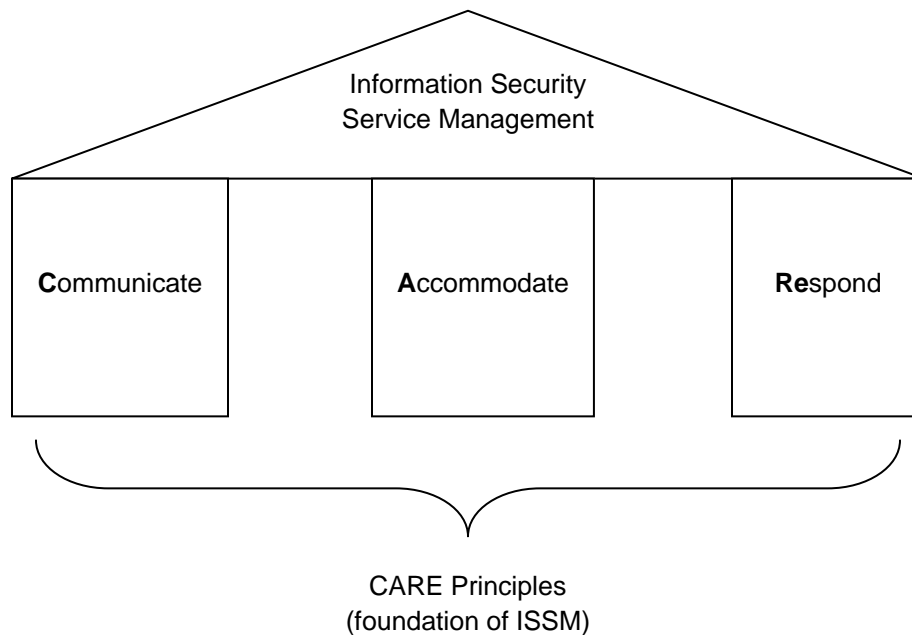 Information Security
Service Management
Communicate
Accommodate
Respond
CARE Principles
(foundation of ISSM)